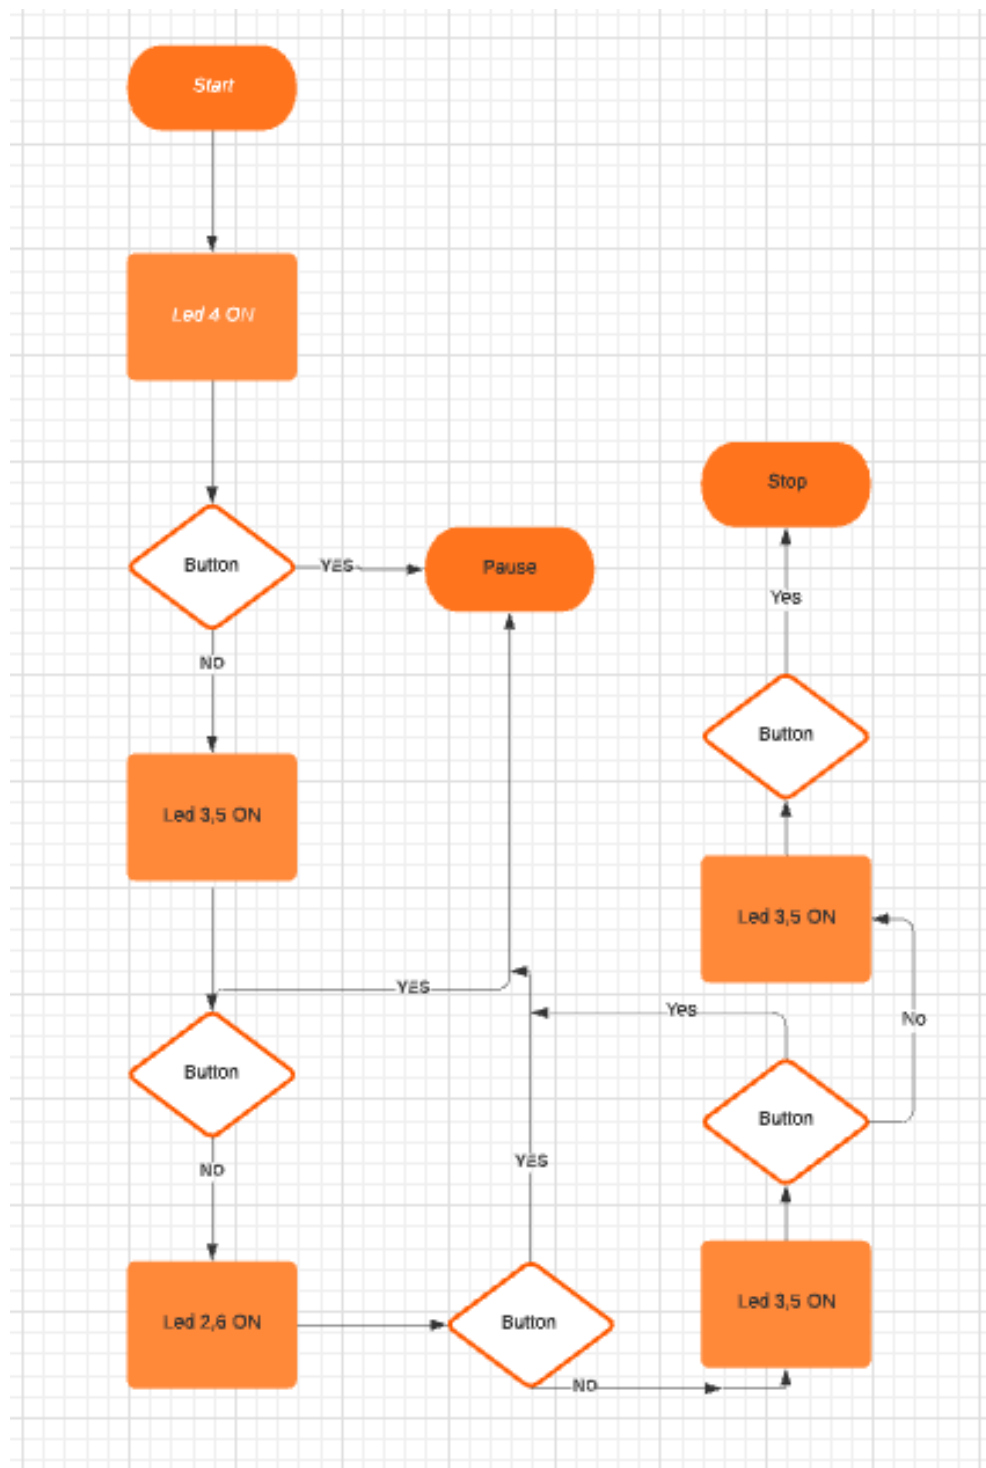 Start
Led 4 ON
Button
YES
Pause
NO
Led 3,5 ON
YES
Button
NO
Led 2,6 ON
Button
YES
NO
Led 3,5 ON
Button
Yes
No
Led 3,5 ON
Button
Yes
Stop